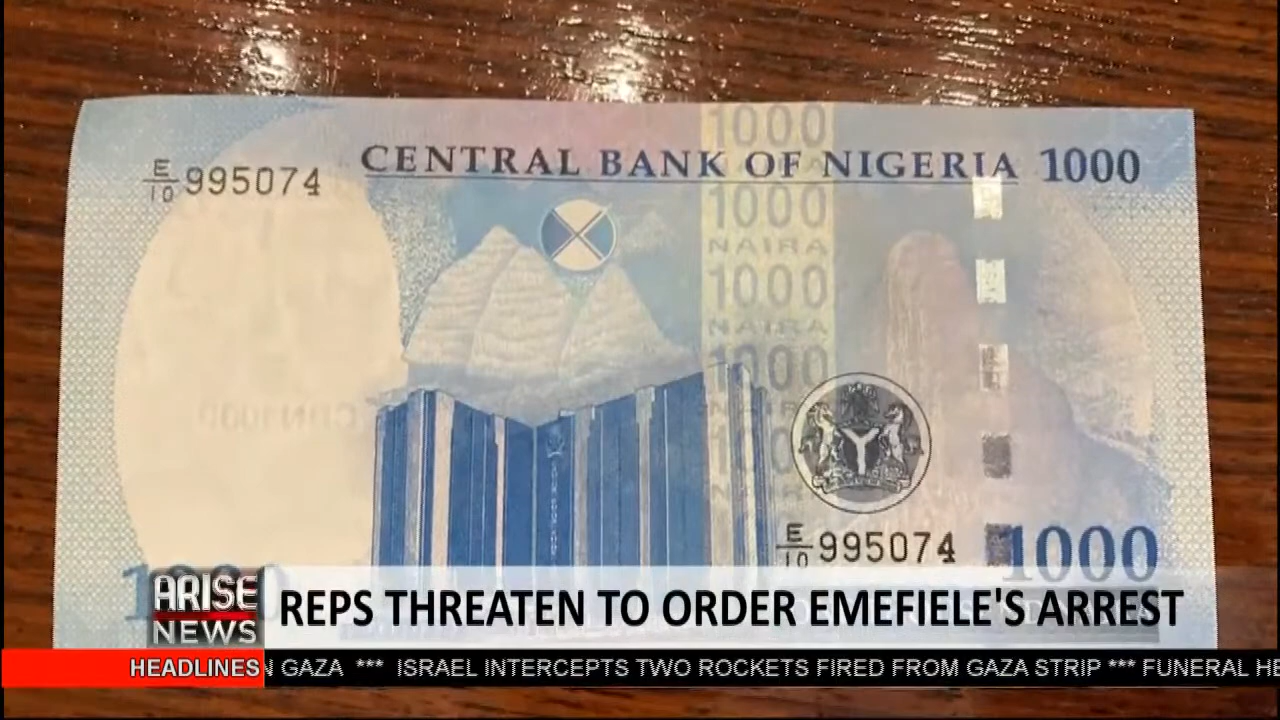 1000
CENTRAL BANK OF NIGERIA 1000
E/10 995074
1000
NAIRA
1000
NAIRA
1000
E/10 995074
1000
ARISE
NEWS
REPS THREATEN TO ORDER EMEFIELE'S ARREST
HEADLINES
N GAZA *** ISRAEL INTERCEPTS TWO ROCKETS FIRED FROM GAZA STRIP *** FUNERAL HE